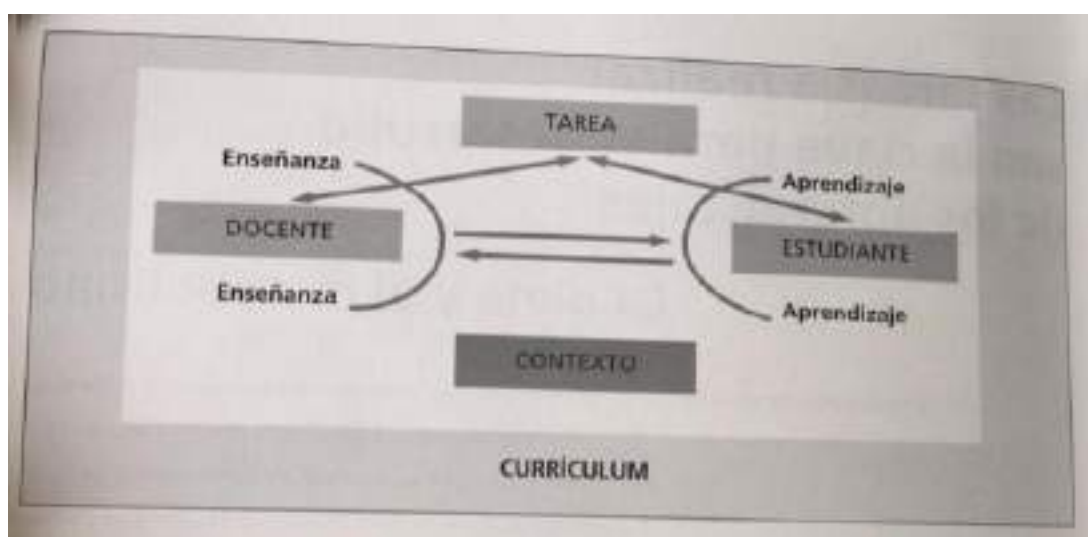 TAREA
Enseñanza
Aprendizaje
DOCENTE
ESTUDIANTE
Enseñanza
Aprendizaje
CONTEXTO
CURRÍCULUM